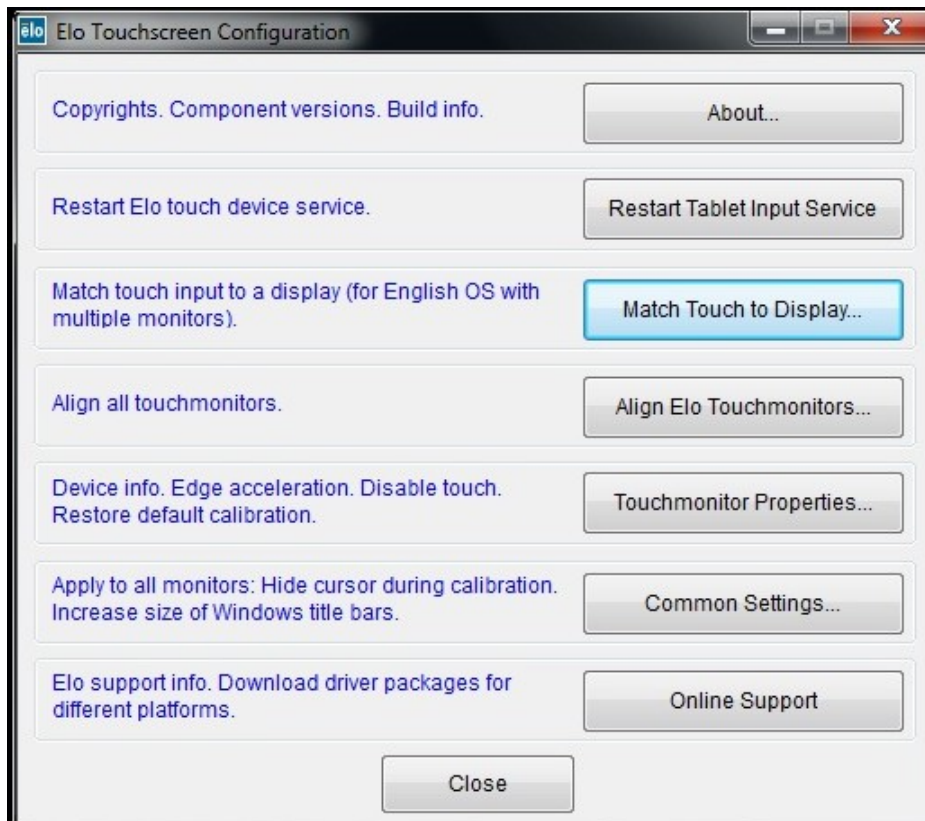 elo Elo Touchscreen Configuration
Copyrights. Component versions. Build info.
About...
Restart Elo touch device service.
Restart Tablet Input Service
Match touch input to a display (for English OS with
multiple monitors).
Match Touch to Display...
Align all touchmonitors.
Align Elo Touchmonitors...
Device info. Edge acceleration. Disable touch.
Restore default calibration.
Touchmonitor Properties...
Apply to all monitors: Hide cursor during calibration.
Increase size of Windows title bars.
Common Settings...
Elo support info. Download driver packages for
different platforms.
Online Support
Close